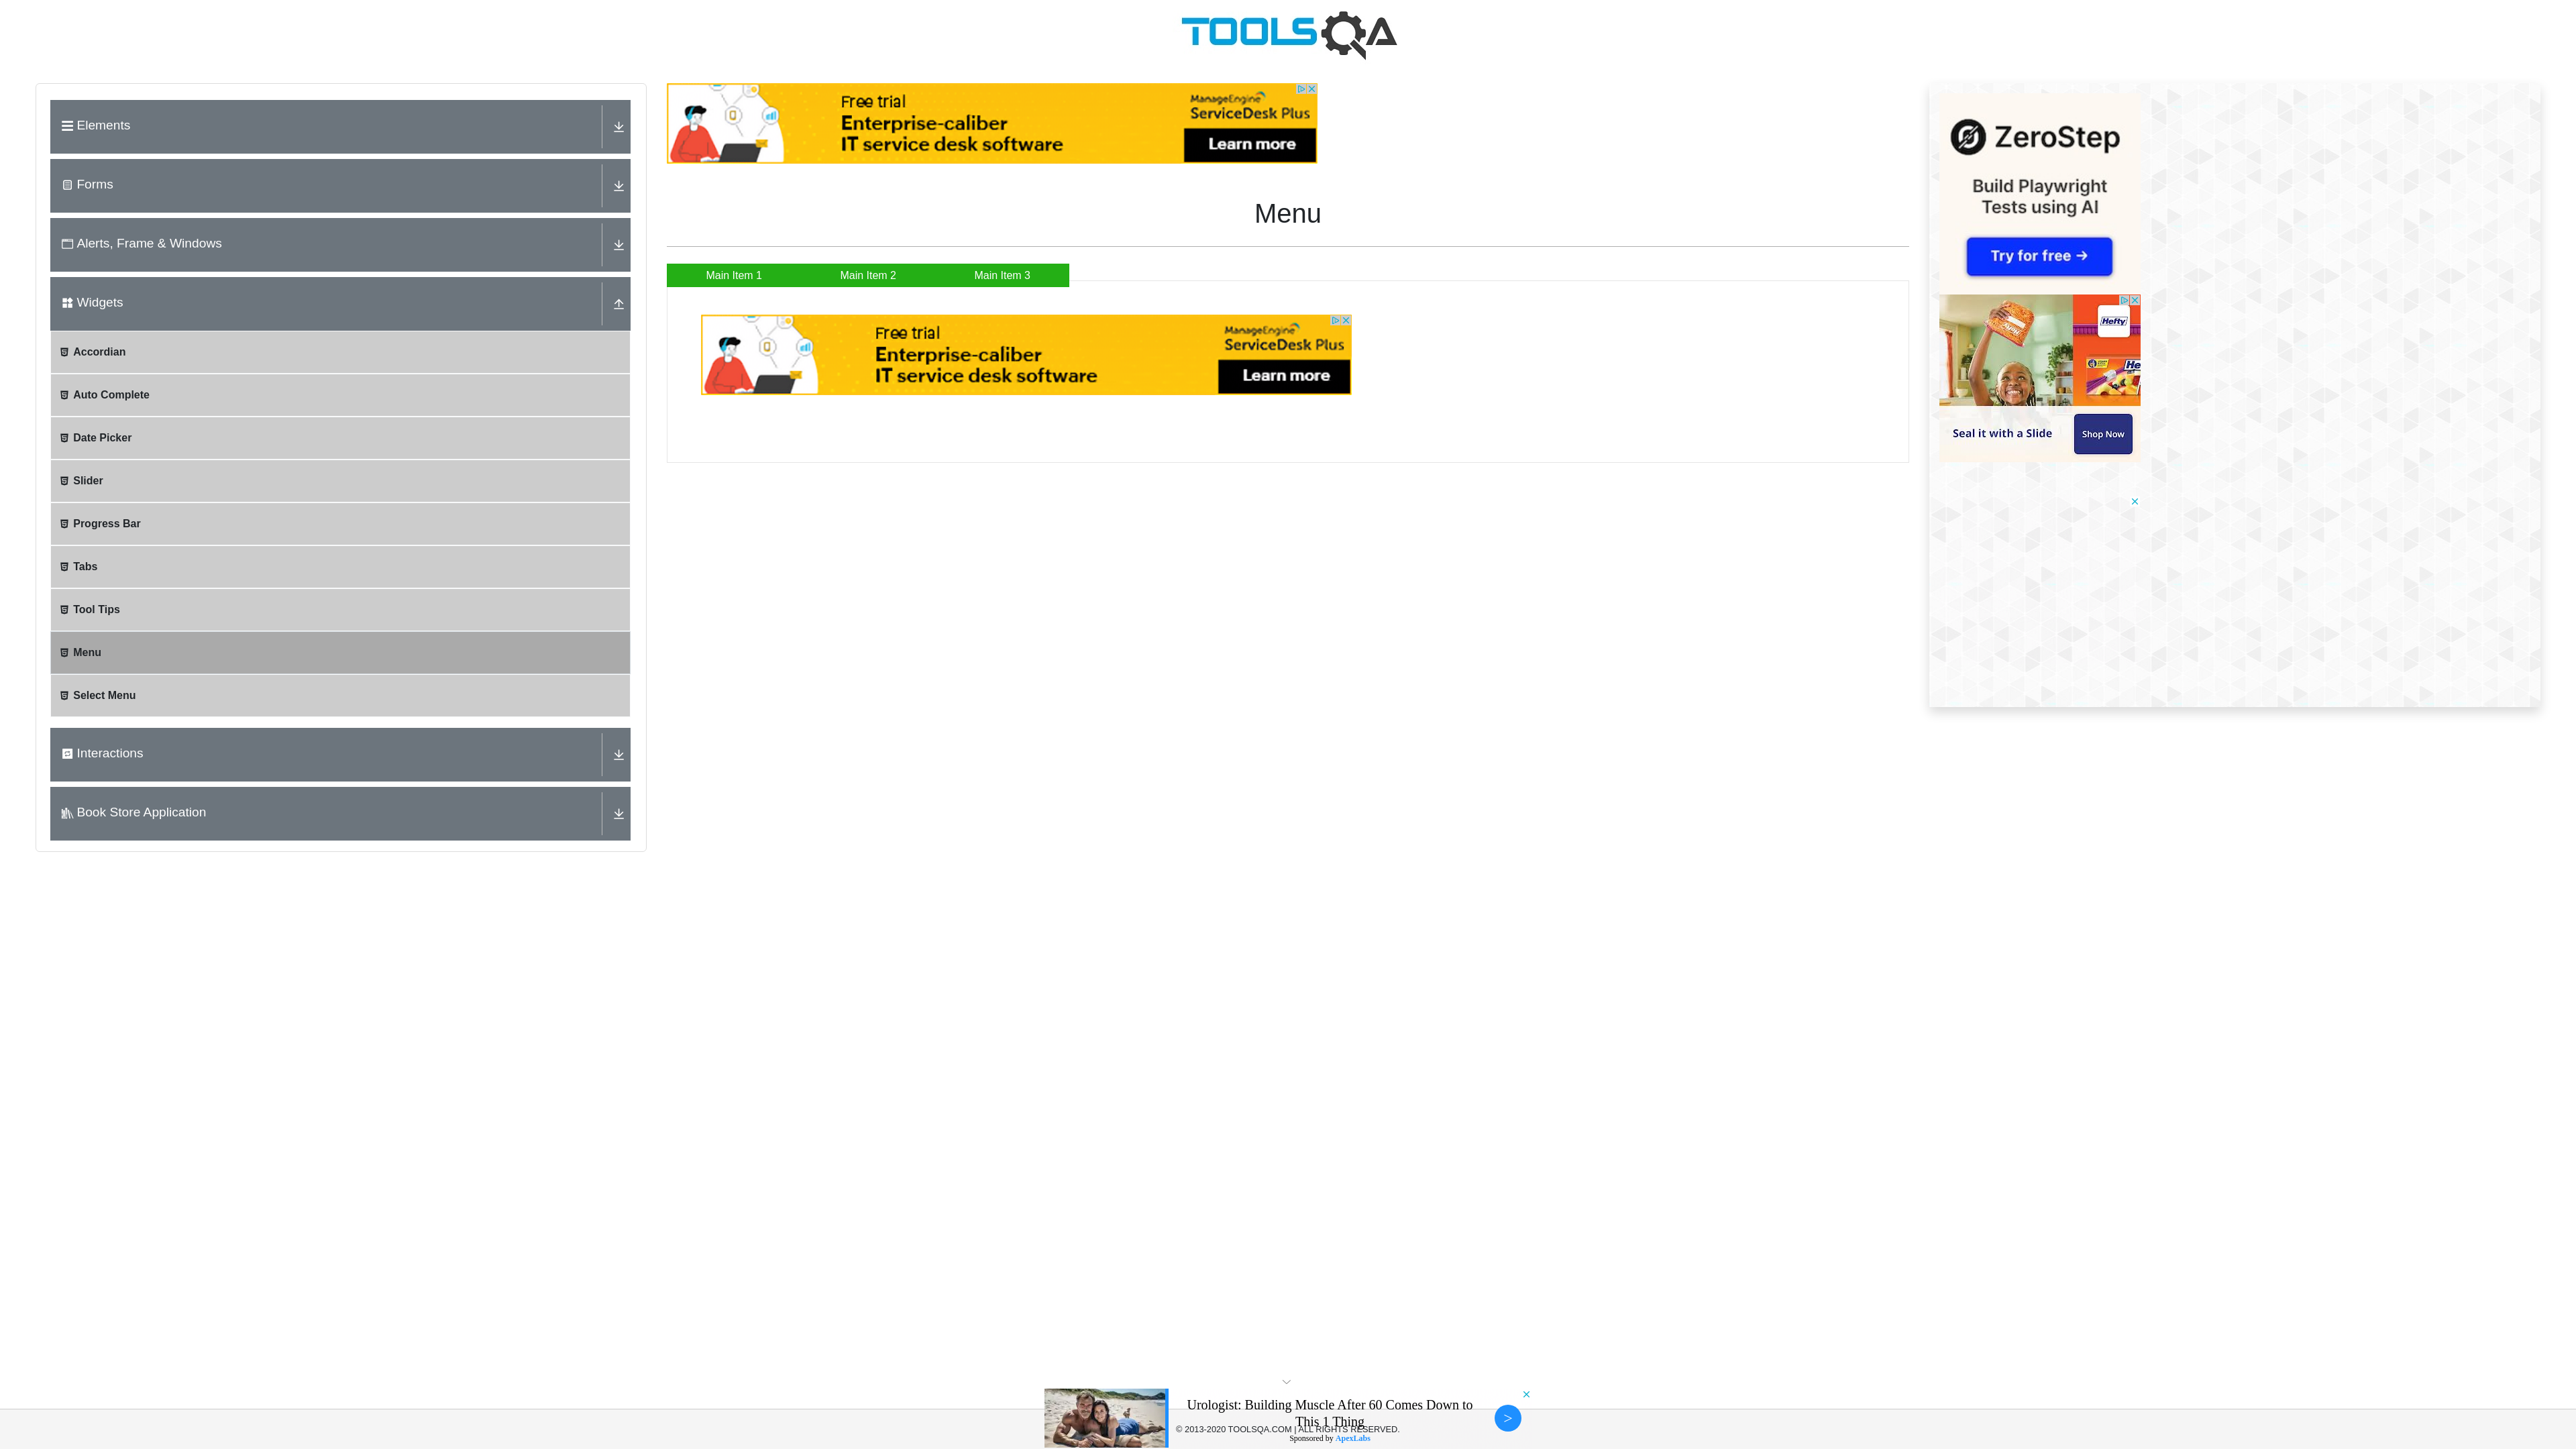 TOOLSQA
Elements
Forms
Alerts, Frame & Windows
Widgets
Accordian
Auto Complete
Date Picker
Slider
Progress Bar
Tabs
Tool Tips
Menu
Select Menu
Interactions
Book Store Application
Free trial
Enterprise-caliber
IT service desk software
ManageEngine
ServiceDesk Plus
Learn more
Menu
Main Item 1
Main Item 2
Main Item 3
Free trial
Enterprise-caliber
IT service desk software
ManageEngine
ServiceDesk Plus
Learn more
ZeroStep
Build Playwright
Tests using AI
Try for free →
Hefty
He
Seal it with a Slide
Shop Now
Urologist: Building Muscle After 60 Comes Down to
This 1 Thing
© 2013-2020 TOOLSQA.COM | ALL RIGHTS RESERVED.
Sponsored by ApexLabs
>